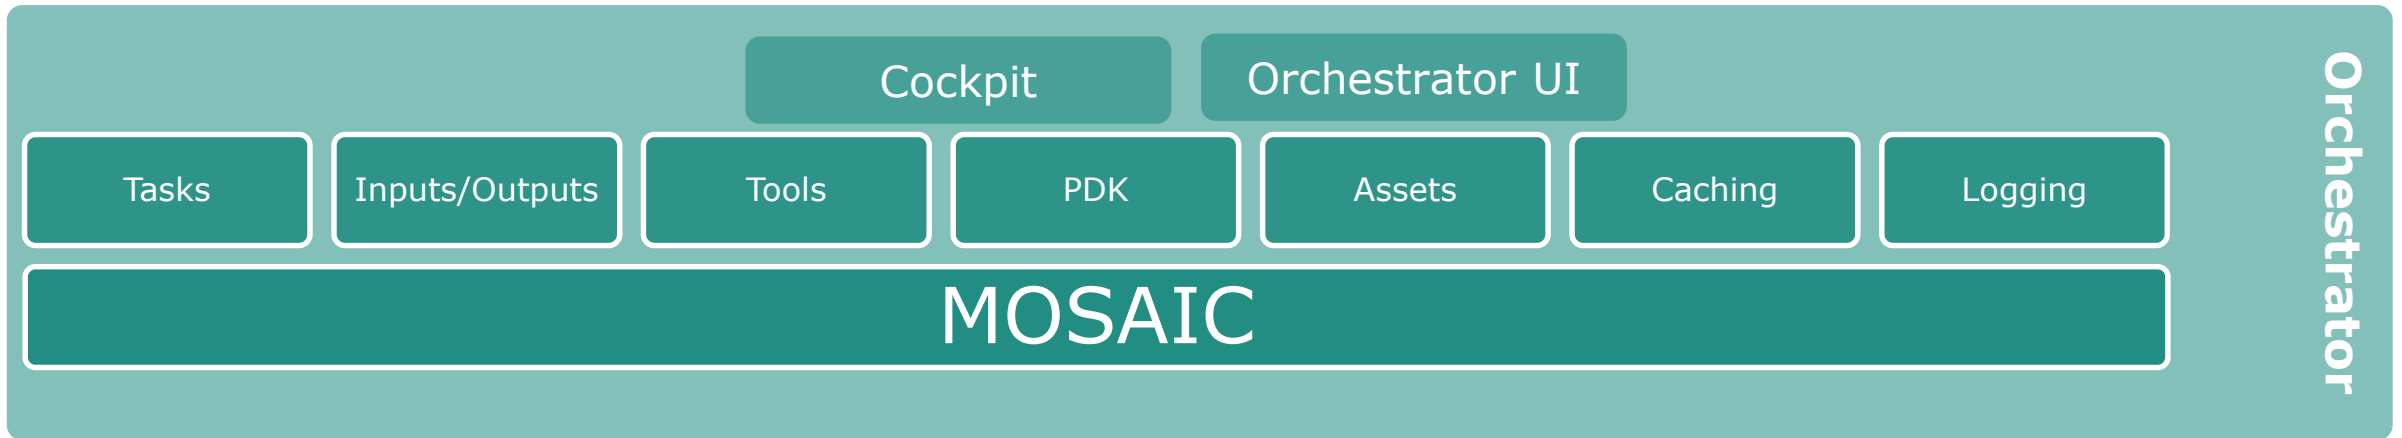 Cockpit
Orchestrator UI
Tasks
Inputs/Outputs
Tools
PDK
Assets
Caching
Logging
MOSAIC
Orchestrator